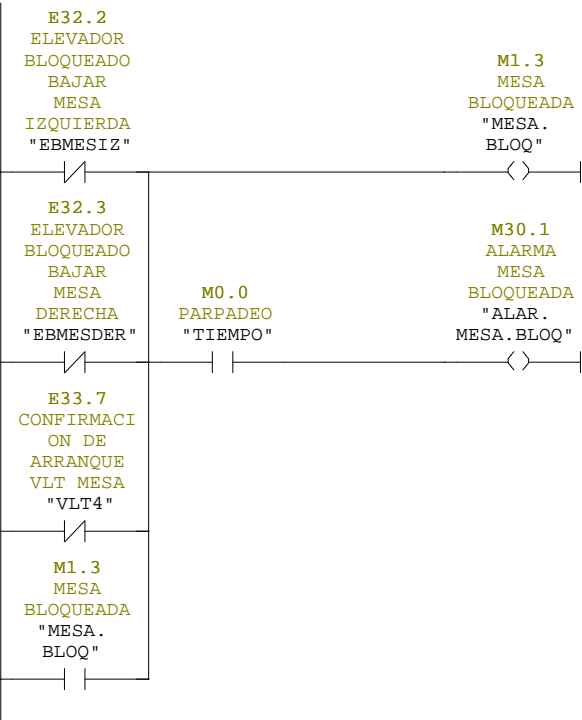 E32.2
ELEVADOR
BLOQUEADO
BAJAR
MESA
IZQUIERDA
"EBMESIZ"
M1.3
MESA
BLOQUEADA
"MESA.
BLOQ"
E32.3
ELEVADOR
BLOQUEADO
BAJAR
MESA
DERECHA
"EBMESDER"
M0.0
PARPADEO
"TIEMPO"
M30.1
ALARMA
MESA
BLOQUEADA
"ALAR.
MESA.BLOQ"
E33.7
CONFIRMACI
ON DE
ARRANQUE
VLT MESA
"VLT4"
M1.3
MESA
BLOQUEADA
"MESA.
BLOQ"